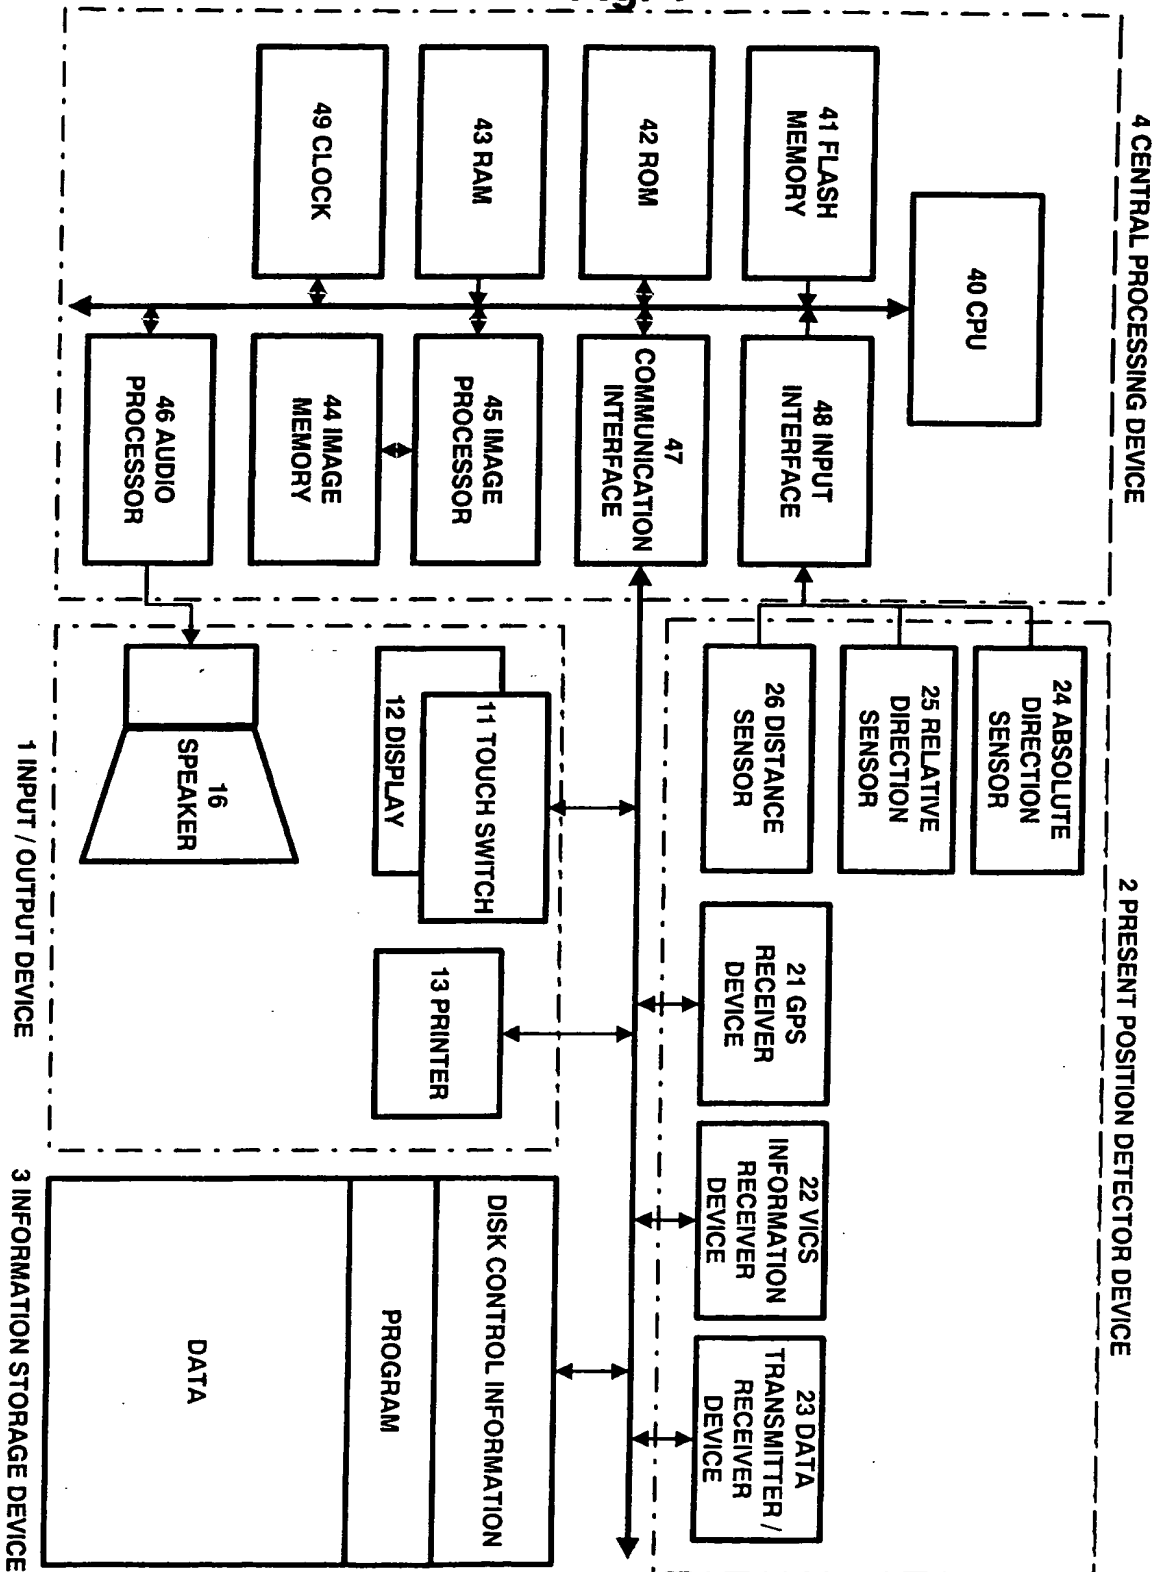 4 CENTRAL PROCESSING DEVICE
40 CPU
41 FLASH
MEMORY
42 ROM
43 RAM
49 CLOCK
48 INPUT
INTERFACE
47
COMMUNICATION
INTERFACE
45 IMAGE
PROCESSOR
44 IMAGE
MEMORY
46 AUDIO
PROCESSOR
2 PRESENT POSITION DETECTOR DEVICE
24 ABSOLUTE
DIRECTION
SENSOR
25 RELATIVE
DIRECTION
SENSOR
26 DISTANCE
SENSOR
21 GPS
RECEIVER
DEVICE
22 VICS
INFORMATION
RECEIVER
DEVICE
23 DATA
TRANSMITTER /
RECEIVER
DEVICE
11 TOUCH SWITCH
12 DISPLAY
13 PRINTER
16
SPEAKER
1 INPUT / OUTPUT DEVICE
DISK CONTROL INFORMATION
PROGRAM
DATA
3 INFORMATION STORAGE DEVICE